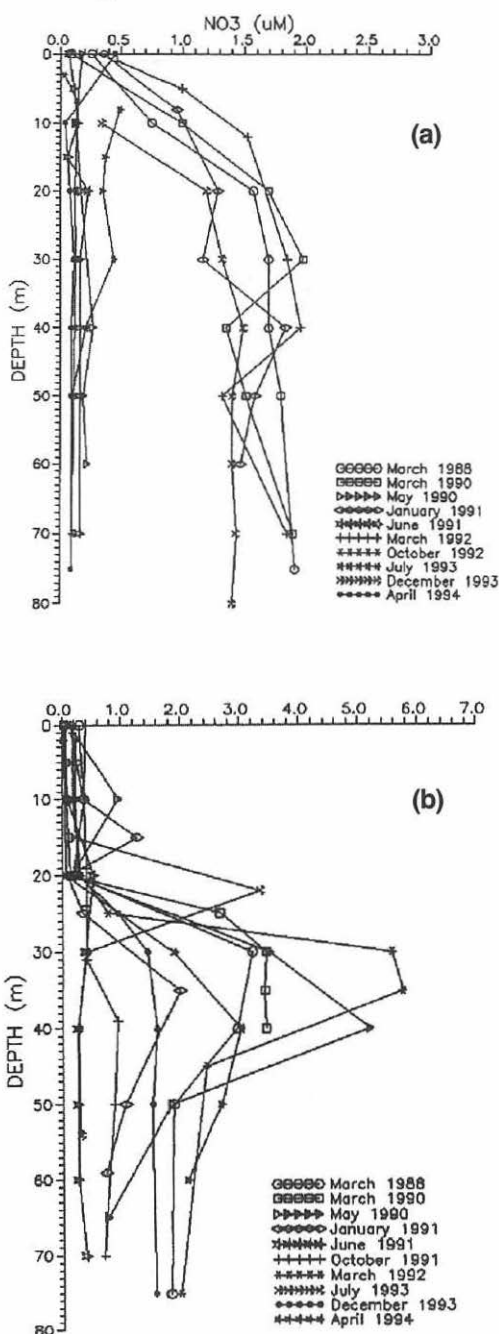 NO3 (uM)
0.0 0.5 1.0 1.5 2.0 2.5 3.0
0
10
20
30
40
50
60
70
80
DEPTH (m)
(a)
March 1988
March 1990
May 1990
January 1991
June 1991
March 1992
October 1992
July 1993
December 1993
April 1994
0.0 1.0 2.0 3.0 4.0 5.0 6.0 7.0
0
10
20
30
40
50
60
70
80
DEPTH (m)
(b)
March 1988
March 1990
May 1990
January 1991
June 1991
October 1991
March 1992
July 1993
December 1993
April 1994